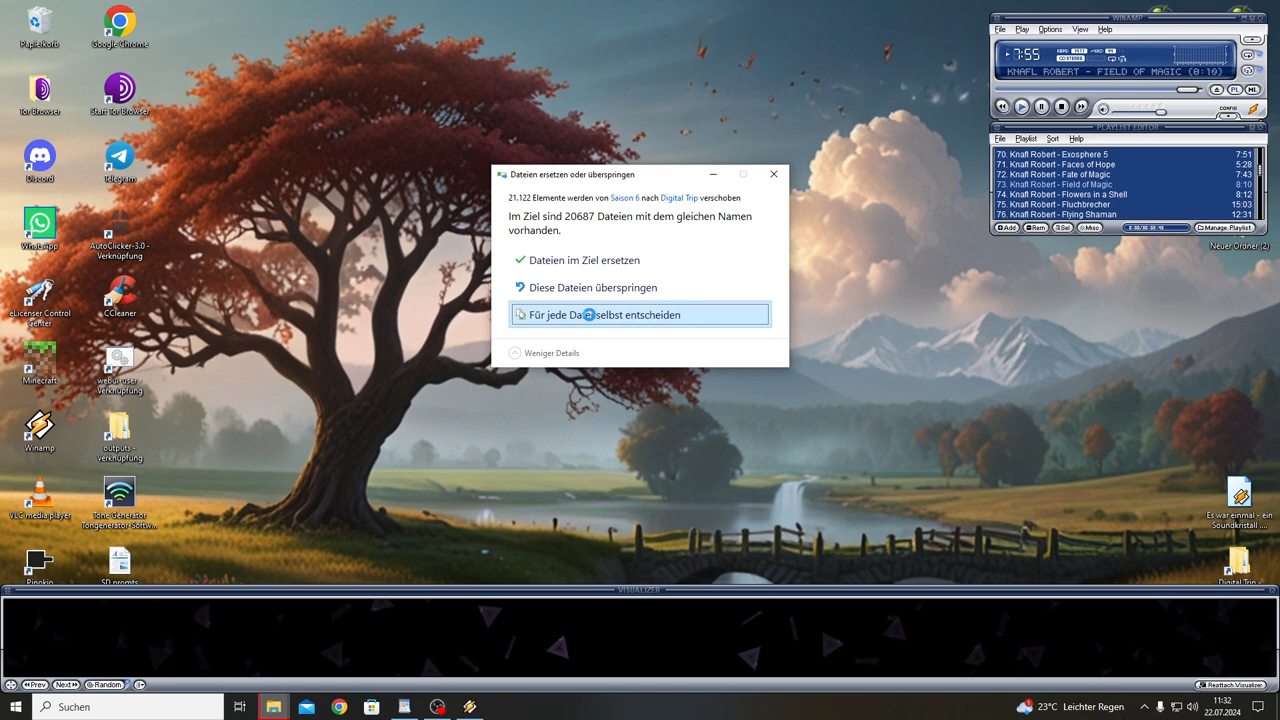 Papierkorb
Google Chrome
Tor Browser
Start Tor Browser
Discord
Telegram
WhatsApp
AutoClicker-3.0 -
Verknüpfung
eLicenser Control
Center
CCleaner
Minecraft
webui-user -
Verknüpfung
Winamp
outputs -
Verknüpfung
VLC media player
Tone Generator
Tongenerator-Softw...
Pinokio
SD promts
Dateien ersetzen oder überspringen
21.122 Elemente werden von Saison 6 nach Digital Trip verschoben
Im Ziel sind 20687 Dateien mit dem gleichen Namen
vorhanden.
Dateien im Ziel ersetzen
Diese Dateien überspringen
Für jede Datei selbst entscheiden
Weniger Details
WINAMP
File Play Options View Help
7:55
STEREO
KNAFL ROBERT - FIELD OF MAGIC (8:10)
PL ML
CONFIG
PLAYLIST EDITOR
File Playlist Sort Help
70. Knafl Robert - Exosphere 5 7:51
71. Knafl Robert - Faces of Hope 5:28
72. Knafl Robert - Fate of Magic 7:43
73. Knafl Robert - Field of Magic 8:10
74. Knafl Robert - Flowers in a Shell 8:12
75. Knafl Robert - Fluchbrecher 15:03
76. Knafl Robert - Flying Shaman 12:31
Add Rem Sel Misc Manage Playlist
Neuer Ordner (2)
Es war einmal - ein
Soundkristall ....
Digital Trip
VISUALIZER
Prev Next Random Reattach Visualizer
Suchen
23°C Leichter Regen
11:32
22.07.2024